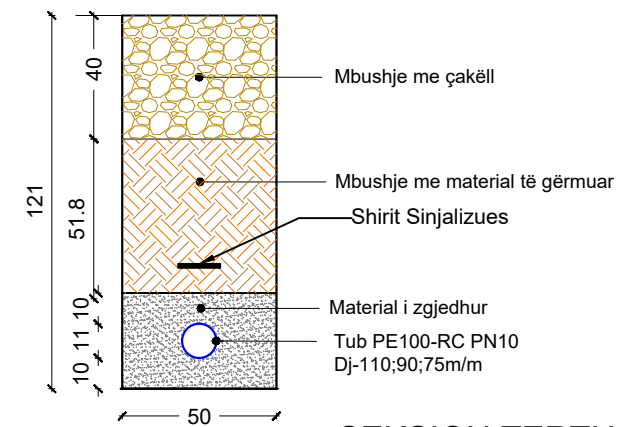 40
Mbushje me çakëll
121
51.8
Mbushje me material të gërmuar
Shirit Sinjalizues
10
Material i zgjedhur
11
Tub PE100-RC PN10
Dj-110;90;75m/m
10
50